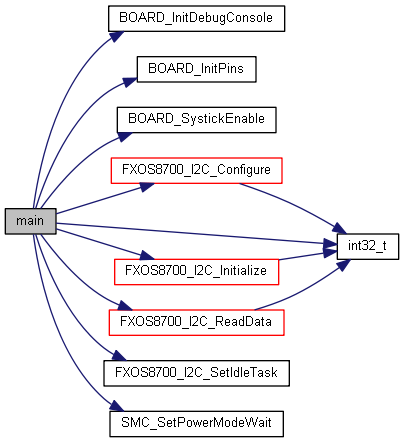 BOARD_InitDebugConsole
BOARD_InitPins
BOARD_SystickEnable
FXOS8700_I2C_Configure
main
int32_t
FXOS8700_I2C_Initialize
FXOS8700_I2C_ReadData
FXOS8700_I2C_SetIdleTask
SMC_SetPowerModeWait